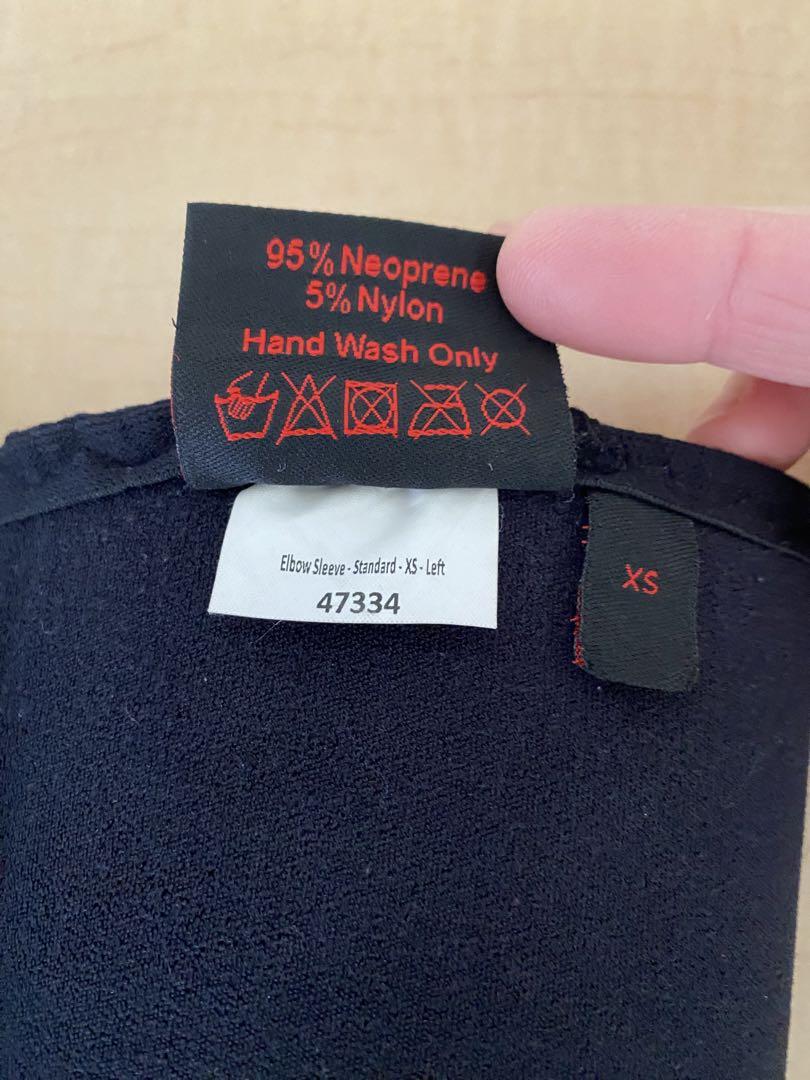 95% Neoprene
5% Nylon
Hand Wash Only
Elbow Sleeve - Standard - XS - Left
47334
XS